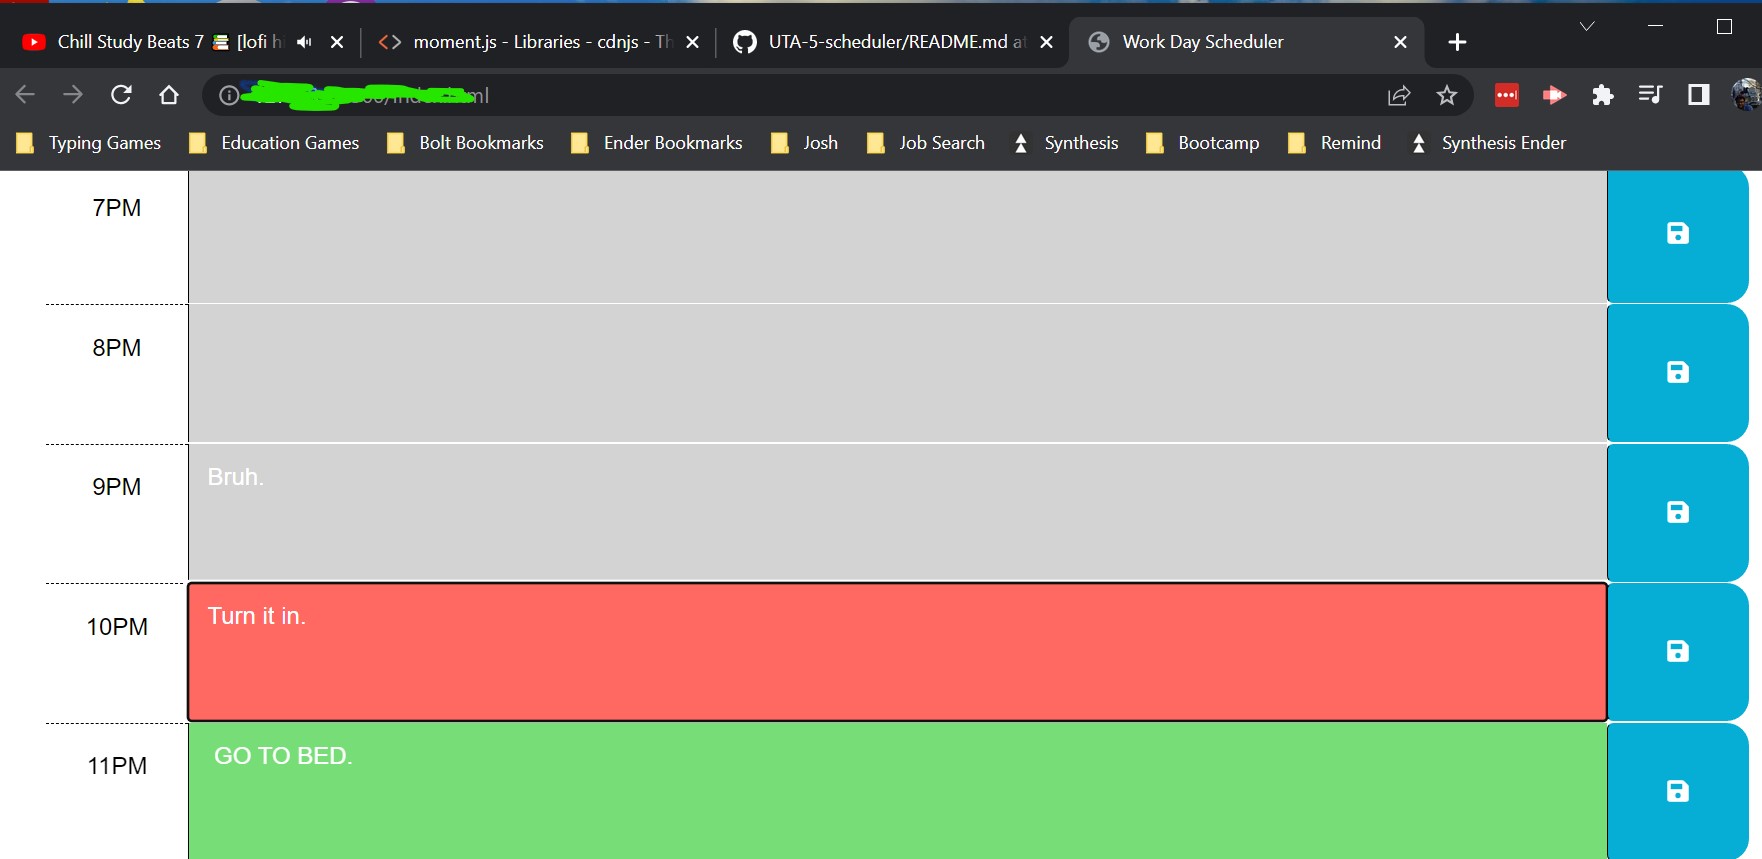 Chill Study Beats 7 📚 [lofi hi
moment.js - Libraries - cdnjs - Th
UTA-5-scheduler/README.md at
Work Day Scheduler
Typing Games
Education Games
Bolt Bookmarks
Ender Bookmarks
Josh
Job Search
Synthesis
Bootcamp
Remind
Synthesis Ender
7PM
8PM
9PM
Bruh.
10PM
Turn it in.
11PM
GO TO BED.